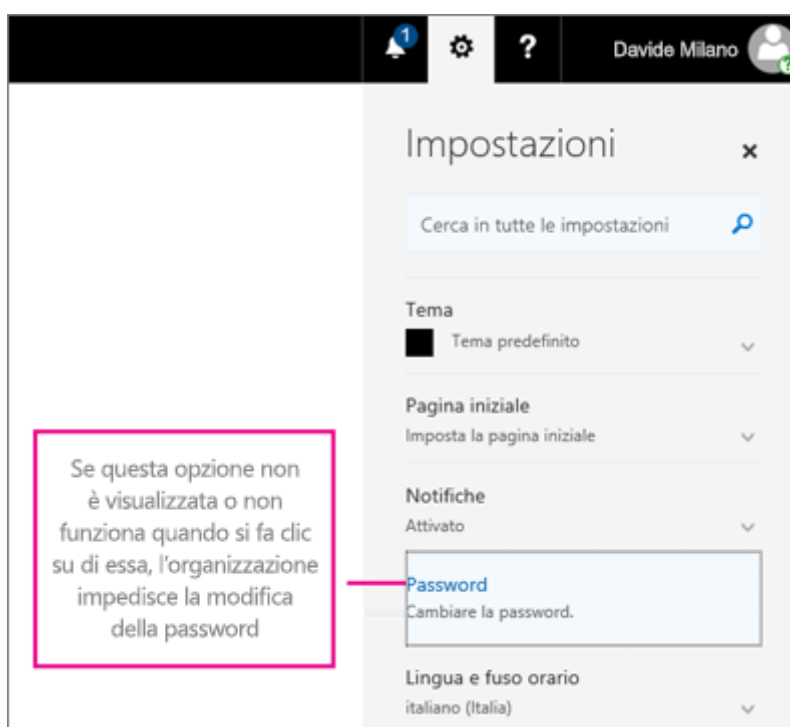 1
?
Davide Milano
?
Impostazioni
Cerca in tutte le impostazioni
Tema
Tema predefinito
Pagina iniziale
Imposta la pagina iniziale
Notifiche
Attivato
Se questa opzione non
è visualizzata o non
funziona quando si fa clic
su di essa, l'organizzazione
impedisce la modifica
della password
Password
Cambiare la password.
Lingua e fuso orario
italiano (Italia)